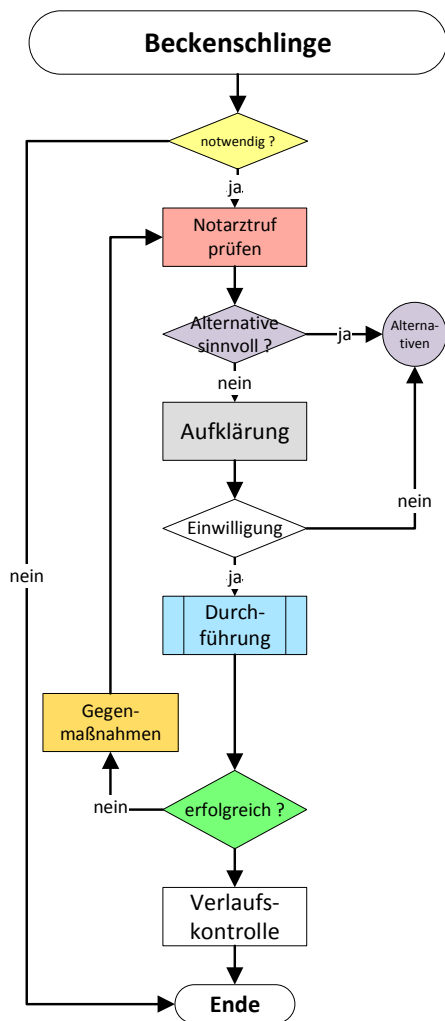 Beckenschlinge
notwendig ?
ja
Notarztruf
prüfen
Alternative
sinnvoll ?
ja
Alterna-
tiven
nein
Aufklärung
nein
Einwilligung
ja
nein
Durch-
führung
Gegen-
maßnahmen
nein
erfolgreich ?
Verlaufs-
kontrolle
Ende